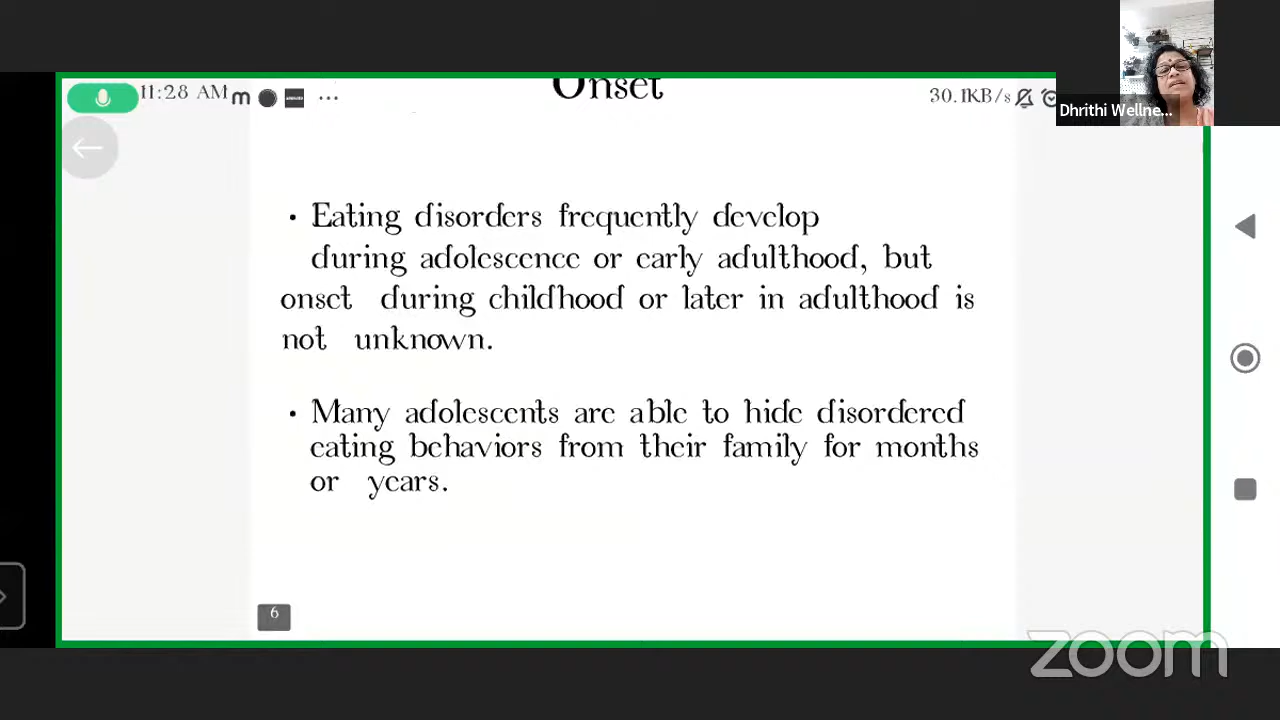 Onset
11:28 AM
30.1KB/s
Dhrithi Wellne...
• Eating disorders frequently develop
during adolescence or early adulthood, but
onset during childhood or later in adulthood is
not unknown.
• Many adolescents are able to hide disordered
eating behaviors from their family for months
or years.
6
zoom